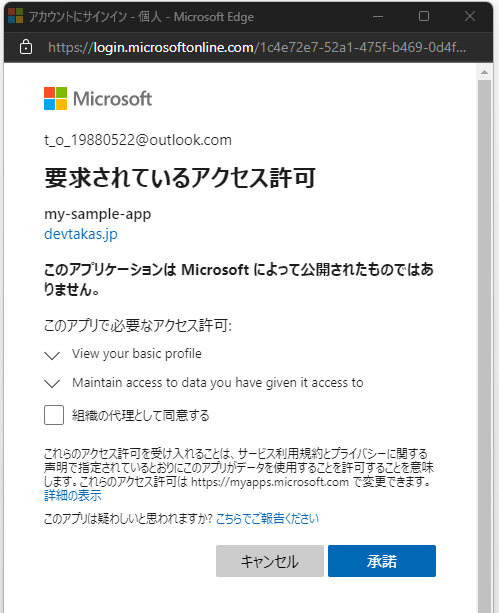 アカウントにサインイン - 個人 - Microsoft Edge
https://login.microsoftonline.com/1c4e72e7-52a1-475f-b469-0d4f...
Microsoft
t_o_19880522@outlook.com
要求されているアクセス許可
my-sample-app
devtakas.jp
このアプリケーションは Microsoft によって公開されたものではあ
りません。
このアプリで必要なアクセス許可:
View your basic profile
Maintain access to data you have given it access to
組織の代理として同意する
これらのアクセス許可を受け入れることは、サービス利用規約とプライバシーに関する
声明で指定されているとおりにこのアプリがデータを使用することを許可することを意味
します。これらのアクセス許可は https://myapps.microsoft.com で変更できます。
詳細の表示
このアプリは疑わしいと思われますか? こちらでご報告ください
キャンセル
承諾